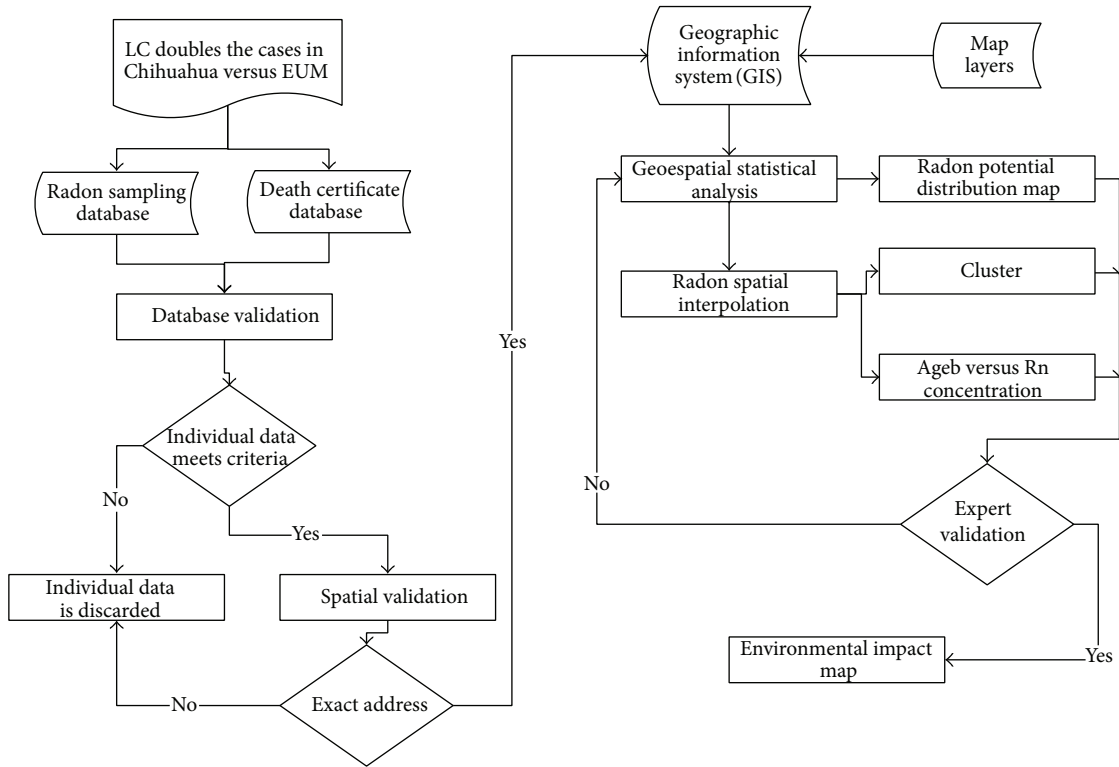 LC doubles the cases in
Chihuahua versus EUM
Radon sampling
database
Death certificate
database
Database validation
Individual data
meets criteria
No
Yes
Individual data
is discarded
Spatial validation
No
Exact address
Yes
Geographic
information
system (GIS)
Map
layers
Geoespatial statistical
analysis
Radon potential
distribution map
Radon spatial
interpolation
Cluster
Ageb versus Rn
concentration
No
Expert
validation
Yes
Environmental impact
map